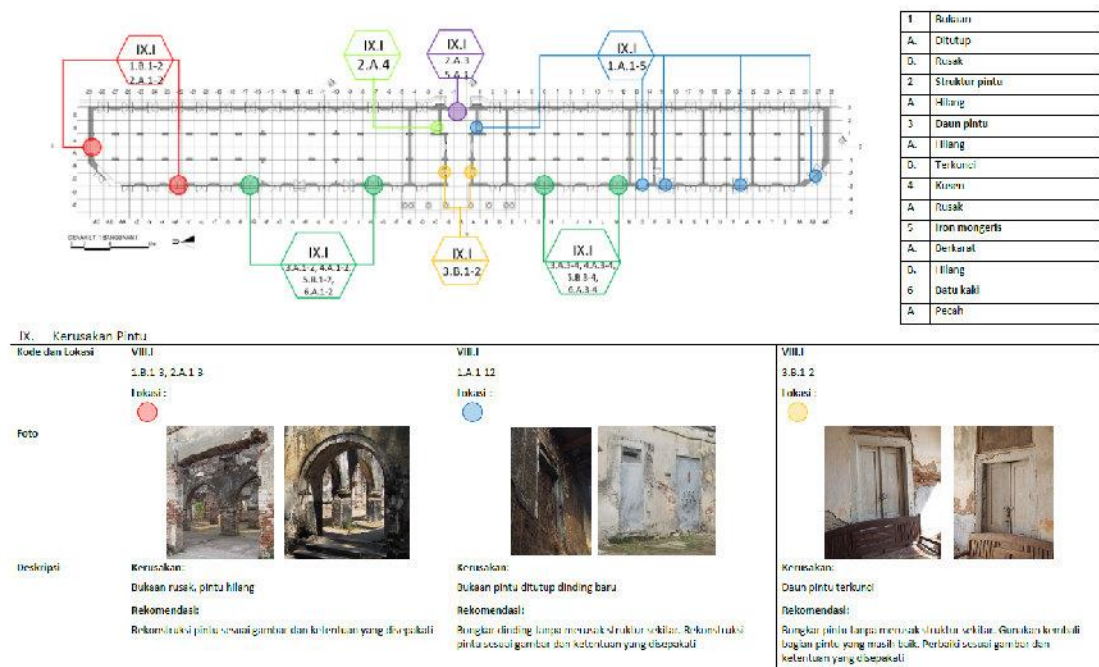 IX.I
1.B.1-2
2.A.1-2
IX.I
2.A.4
IX.I
2.A.3
5.A.1
IX.I
1.A.1-5
IX.I
3.A.1-2, 4.A.1-2,
5.B.1-2,
6.A.1-2
IX.I
3.B.1-2
IX.I
3.A.3-4, 4.A.3-4,
5.B.3-4,
6.A.3-4
1 Bukaan
A. Ditutup
B. Rusak
2 Struktur pintu
A Hilang
3 Daun pintu
A. Hilang
B. Terkunci
4 Kusen
A Rusak
5 Iron mongeris
A. Berkarat
B. Hilang
6 Batu kaki
A Pecah
IX. Kerusakan Pintu
Kode dan Lokasi
VIII.I
1.B.1 3, 2.A.1 3
Lokasi :
VIII.I
1.A.1 12
Lokasi :
VIII.I
3.B.1 2
Lokasi :
Foto
Deskripsi
Kerusakan:
Bukaan rusak, pintu hilang
Rekomendasi:
Rekonstruksi pintu sesuai gambar dan ketentuan yang disepakati
Kerusakan:
Bukaan pintu ditutup dinding baru
Rekomendasi:
Bongkar dinding tanpa merusak struktur sekitar. Rekonstruksi
pintu sesuai gambar dan ketentuan yang disepakati
Kerusakan:
Daun pintu terkunci
Rekomendasi:
Bongkar pintu tanpa merusak struktur sekitar. Gunakan kembali
bagian pintu yang masih baik. Perbaiki sesuai gambar dan
ketentuan yang disepakati